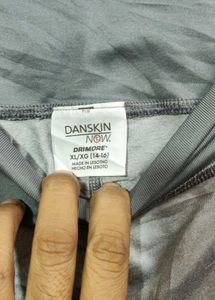 DANSKIN
NOW.
DRIMORE®
XL/XG (14-16)
MADE IN LESOTHO
HECHO EN LESOTO